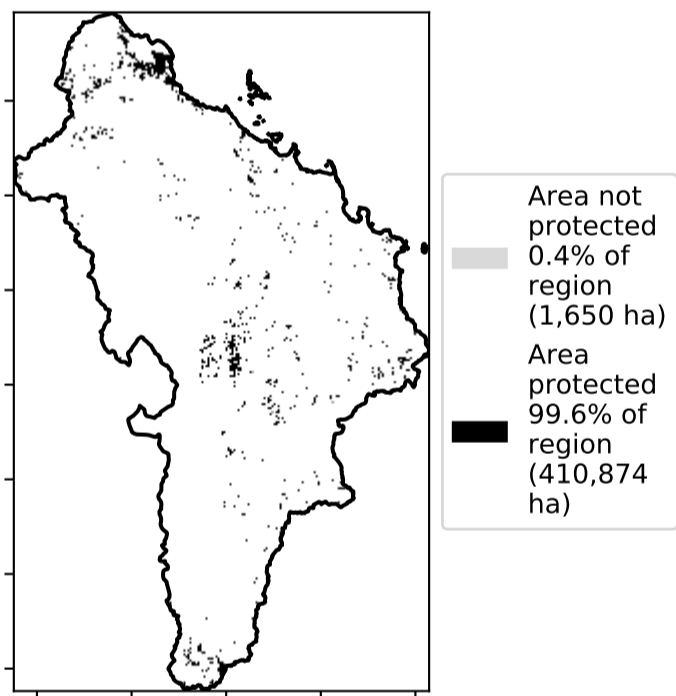 Area not
protected
0.4% of
region
(1,650 ha)
Area
protected
99.6% of
region
(410,874
ha)